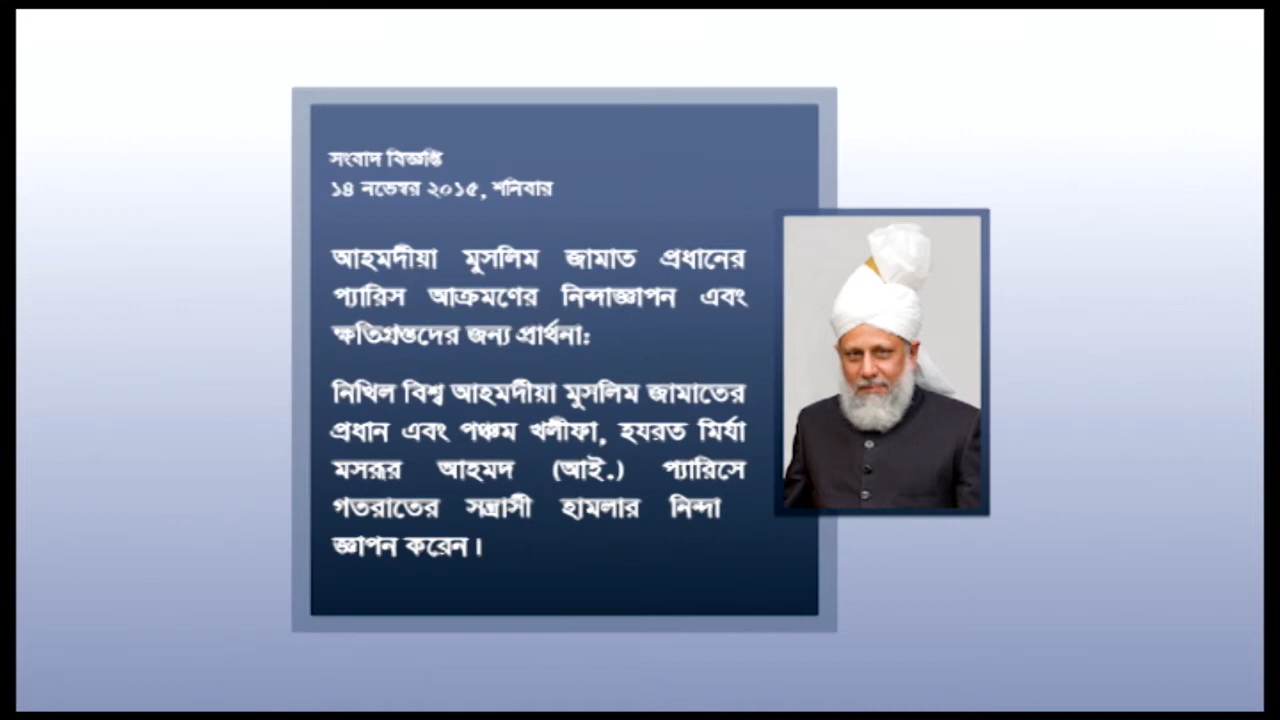 সংবাদ বিজ্ঞপ্তি
১৪ নভেম্বর ২০১৫, শনিবার
আহমদীয়া মুসলিম জামাত প্রধানের
প্যারিস আক্রমণের নিন্দাজ্ঞাপন এবং
ক্ষতিগ্রস্তদের জন্য প্রার্থনা:
নিখিল বিশ্ব আহমদীয়া মুসলিম জামাতের
প্রধান এবং পঞ্চম খলীফা, হযরত মির্যা
মসরূর আহমদ (আই.) প্যারিসে
গতরাতের সন্ত্রাসী হামলার নিন্দা
জ্ঞাপন করেন।